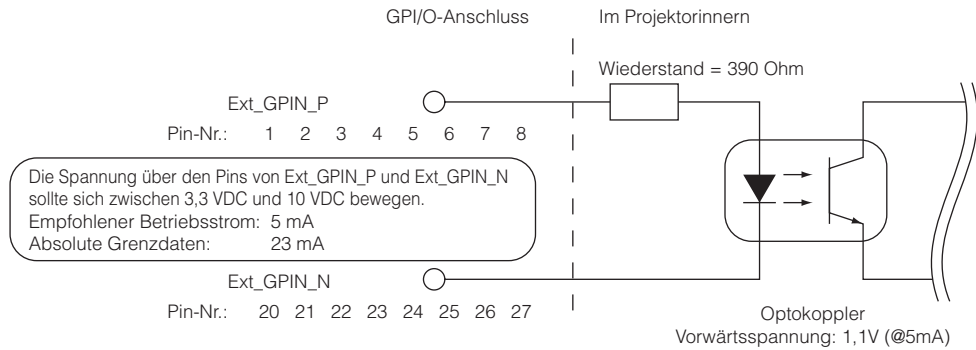 GPI/O-Anschluss
Im Projektorinnern
Wiederstand = 390 Ohm
Ext_GPIN_P
Pin-Nr.: 1 2 3 4 5 6 7 8
Die Spannung über den Pins von Ext_GPIN_P und Ext_GPIN_N
sollte sich zwischen 3,3 VDC und 10 VDC bewegen.
Empfohlener Betriebsstrom: 5 mA
Absolute Grenzdaten: 23 mA
Ext_GPIN_N
Pin-Nr.: 20 21 22 23 24 25 26 27
Optokoppler
Vorwärtsspannung: 1,1V (@5mA)